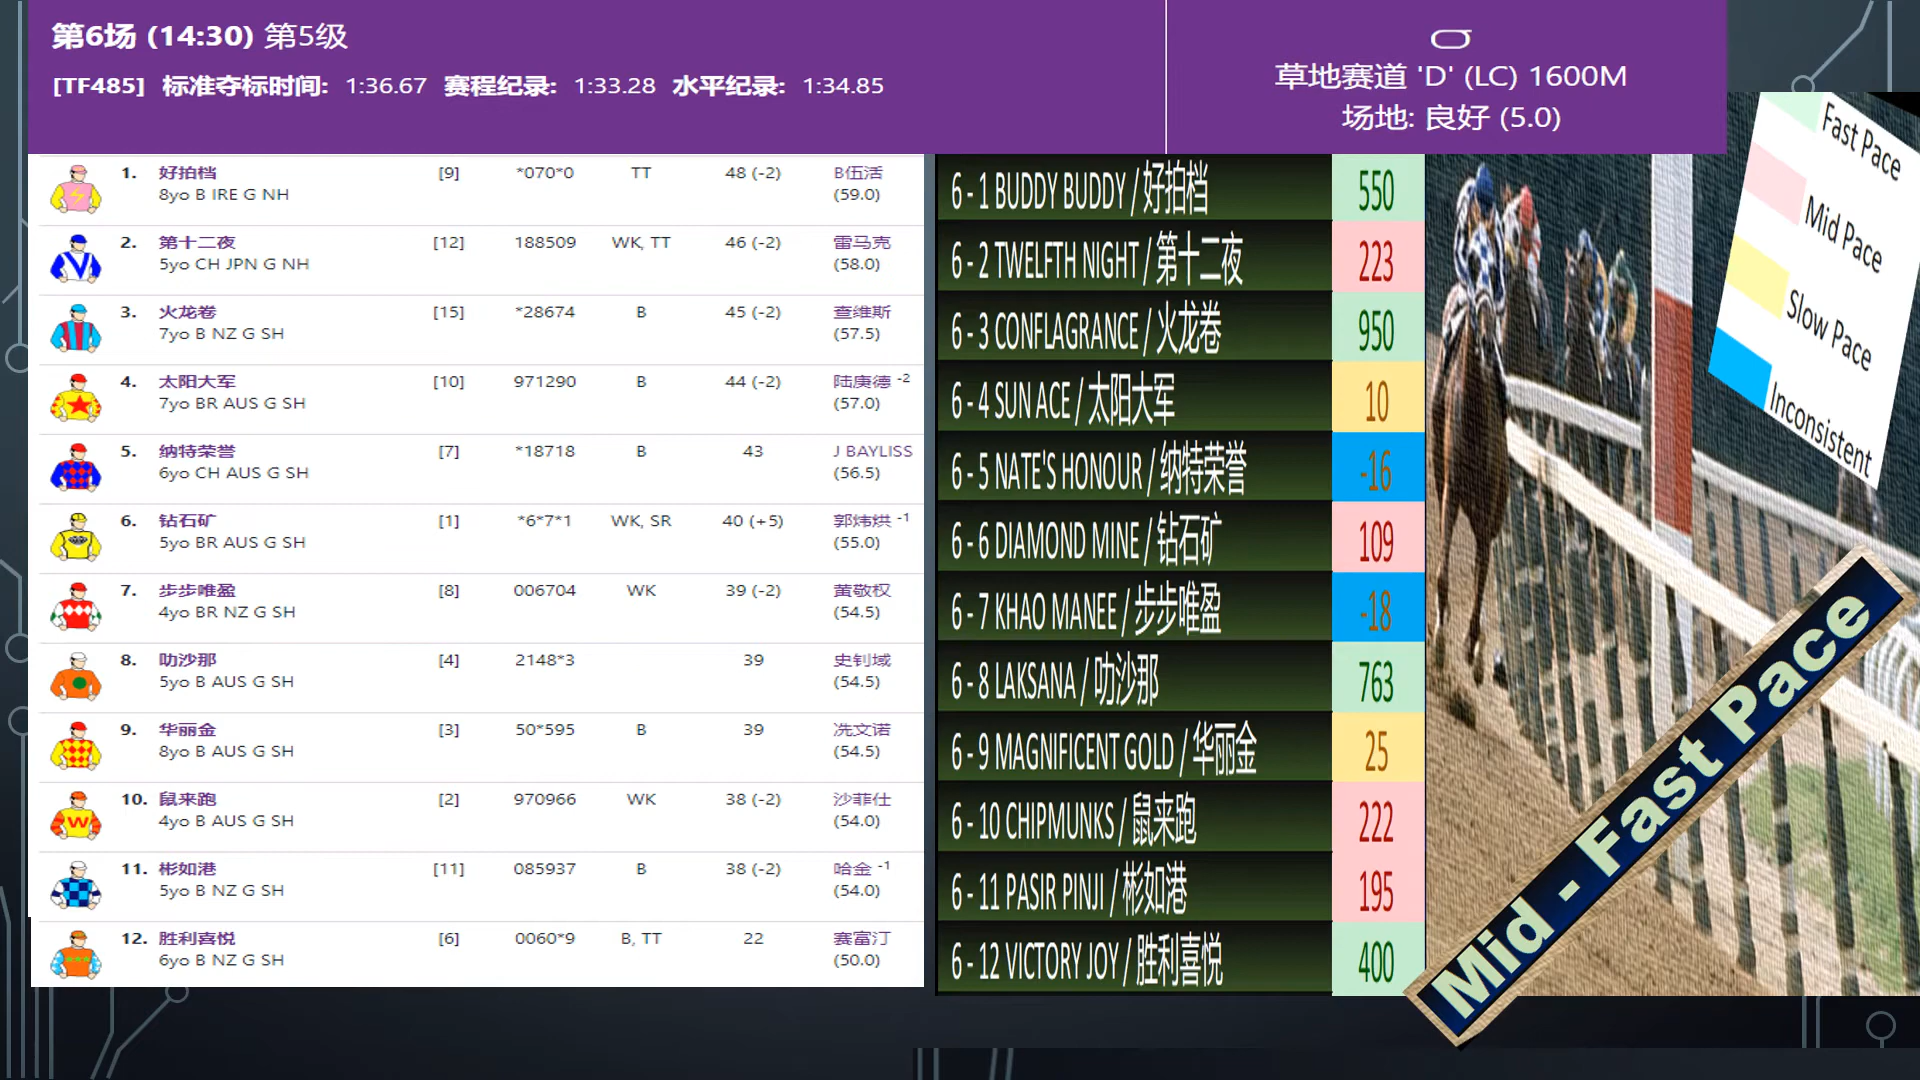 第6场 (14:30) 第5级
[TF485] 标准夺标时间: 1:36.67 赛程纪录: 1:33.28 水平纪录: 1:34.85
草地赛道 'D' (LC) 1600M
场地: 良好 (5.0)
1. 好拍档 [9] *070*0 TT 48 (-2) B伍活
8yo B IRE G NH (59.0)
2. 第十二夜 [12] 188509 WK, TT 46 (-2) 雷马克
5yo CH JPN G NH (58.0)
3. 火龙卷 [15] *28674 B 45 (-2) 查维斯
7yo B NZ G SH (57.5)
4. 太阳大军 [10] 971290 B 44 (-2) 陆庚德 -2
7yo BR AUS G SH (57.0)
5. 纳特荣誉 [7] *18718 B 43 J BAYLISS
6yo CH AUS G SH (56.5)
6. 钻石矿 [1] *6*7*1 WK, SR 40 (+5) 郭炜烘 -1
5yo BR AUS G SH (55.0)
7. 步步唯盈 [8] 006704 WK 39 (-2) 黄敬权
4yo BR NZ G SH (54.5)
8. 叻沙那 [4] 2148*3 39 史钊域
5yo B AUS G SH (54.5)
9. 华丽金 [3] 50*595 B 39 冼文诺
8yo B AUS G SH (54.5)
10. 鼠来跑 [2] 970966 WK 38 (-2) 沙菲仕
4yo B AUS G SH (54.0)
11. 彬如港 [11] 085937 B 38 (-2) 哈金 -1
5yo B NZ G SH (54.0)
12. 胜利喜悦 [6] 0060*9 B, TT 22 赛富汀
6yo B NZ G SH (50.0)
W
6 - 1 BUDDY BUDDY / 好拍档 550
6 - 2 TWELFTH NIGHT / 第十二夜 223
6 - 3 CONFLAGRANCE / 火龙卷 950
6 - 4 SUN ACE / 太阳大军 10
6 - 5 NATE'S HONOUR / 纳特荣誉 -16
6 - 6 DIAMOND MINE / 钻石矿 109
6 - 7 KHAO MANEE / 步步唯盈 -18
6 - 8 LAKSANA / 叻沙那 763
6 - 9 MAGNIFICENT GOLD / 华丽金 25
6 - 10 CHIPMUNKS / 鼠来跑 222
6 - 11 PASIR PINJI / 彬如港 195
6 - 12 VICTORY JOY / 胜利喜悦 400
Fast Pace
Mid Pace
Slow Pace
Inconsistent
Mid - Fast Pace